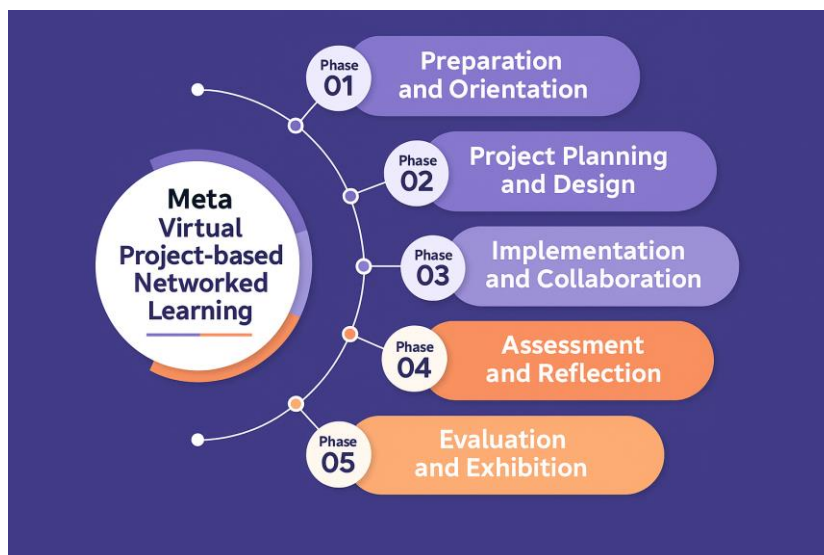 Meta
Virtual
Project-based
Networked
Learning
Phase
01
Preparation
and Orientation
Phase
02
Project Planning
and Design
Phase
03
Implementation
and Collaboration
Phase
04
Assessment
and Reflection
Phase
05
Evaluation
and Exhibition